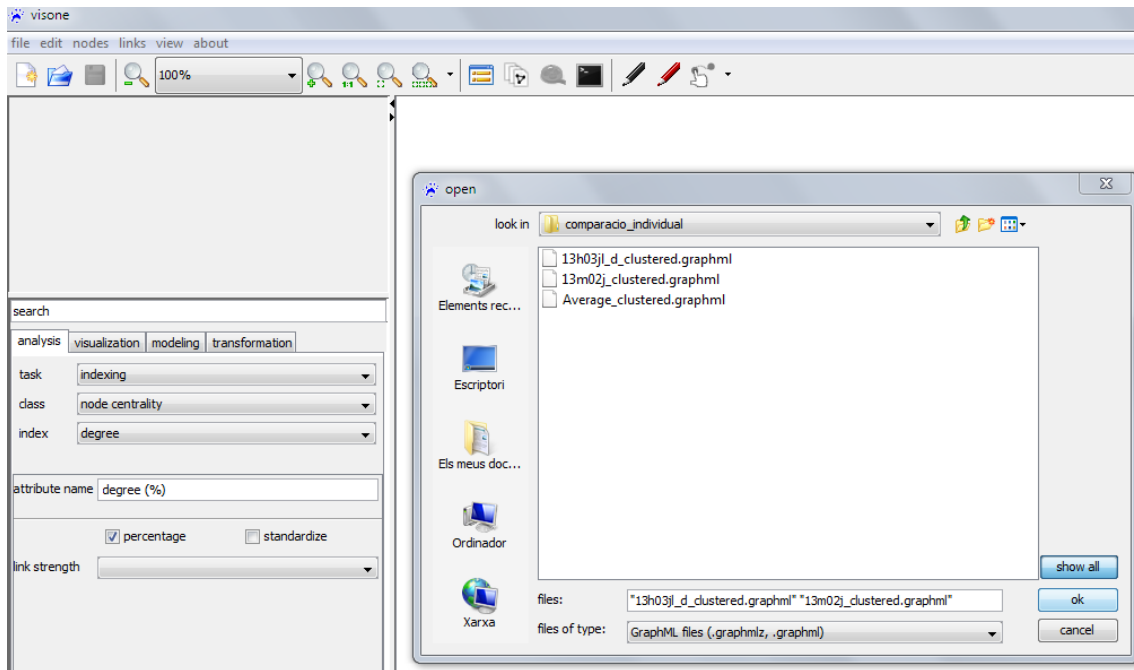 visone
file edit nodes links view about
100%
open
look in comparacio_individual
13h03jl_d_clustered.graphml
13m02j_clustered.graphml
Average_clustered.graphml
Elements rec...
Escriptori
Els meus doc...
Ordinador
Xarxa
show all
files: "13h03jl_d_clustered.graphml" "13m02j_clustered.graphml" ok
files of type: GraphML files (.graphmlz, .graphml) cancel
search
analysis visualization modeling transformation
task indexing
class node centrality
index degree
attribute name degree (%)
percentage standardize
link strength